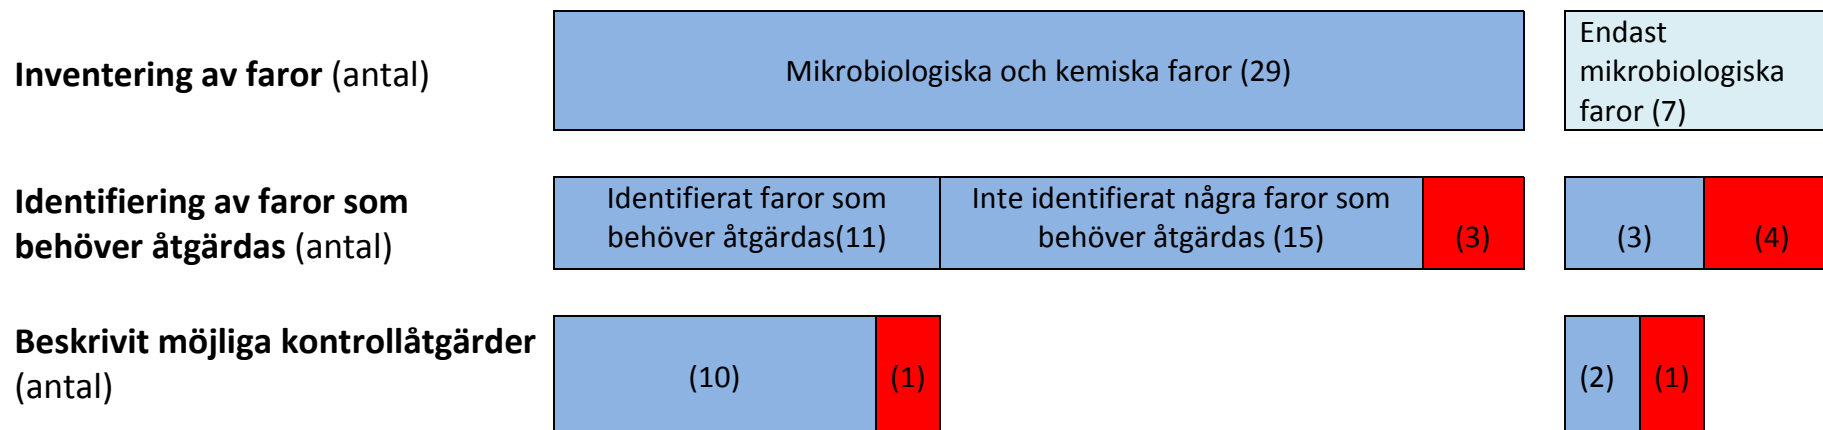 Inventering av faror (antal)
Mikrobiologiska och kemiska faror (29)
Endast
mikrobiologiska
faror (7)
Identifiering av faror som
behöver åtgärdas (antal)
Identifierat faror som
behöver åtgärdas(11)
Inte identifierat några faror som
behöver åtgärdas (15)
(3)
(3)
(4)
Beskrivit möjliga kontrollåtgärder
(antal)
(10)
(1)
(2)
(1)